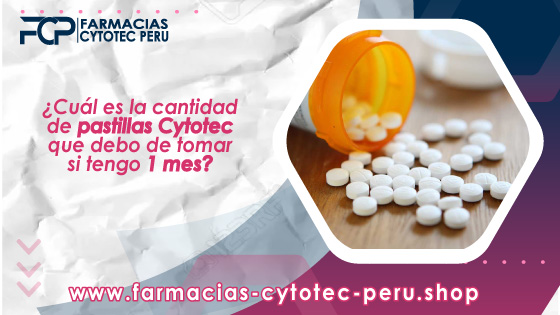 FCP FARMACIAS
CYTOTEC PERU
¿Cuál es la cantidad
de pastillas Cytotec
que debo de tomar
si tengo 1 mes?
www.farmacias-cytotec-peru.shop